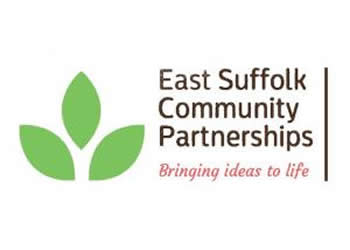 East Suffolk
Community
Partnerships
Bringing ideas to life